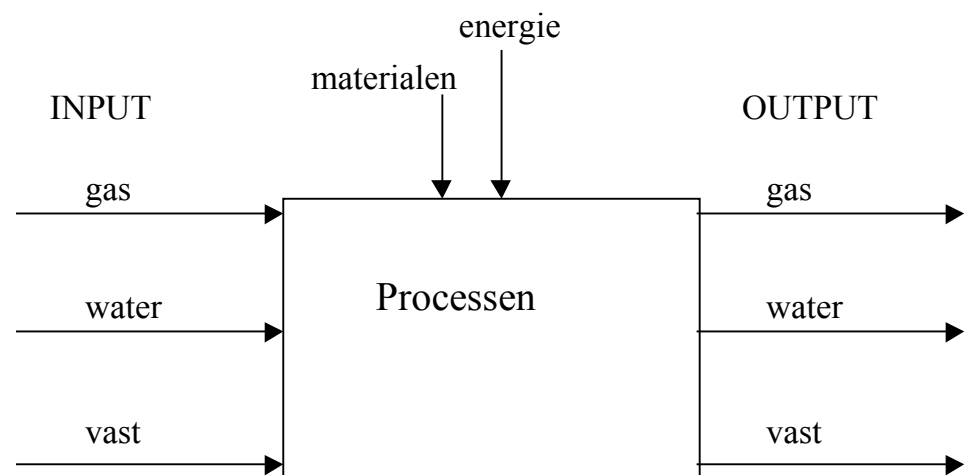 energie
materialen
INPUT
OUTPUT
gas
gas
water
Processen
water
vast
vast